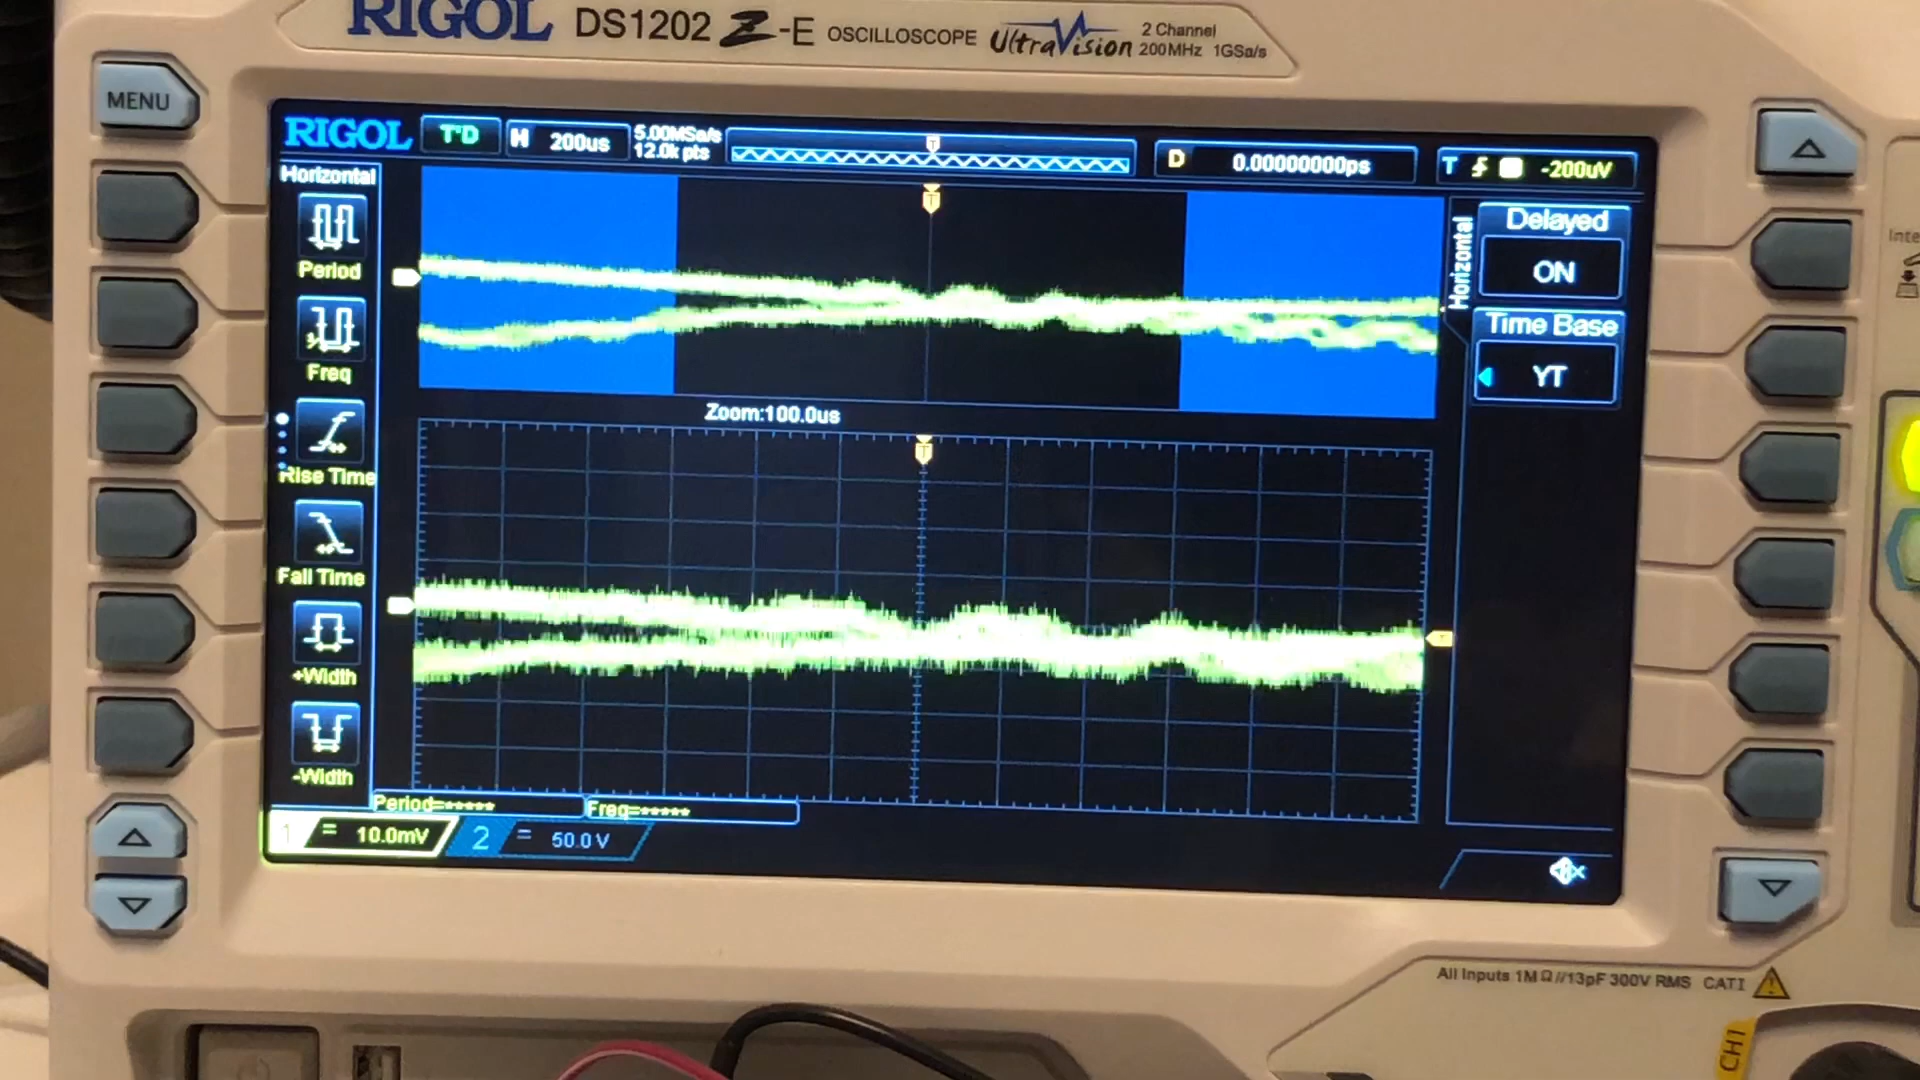 RIGOL DS1202 Z-E OSCILLOSCOPE UltraVision 2 Channel
200MHz 1GSa/s
MENU
RIGOL T'D H 200us 5.00MSa/s
12.0k pts
D 0.00000000ps
T -200uV
Horizontal
Period
Freq
Rise Time
Fall Time
+Width
-Width
T
Zoom:100.0us
T
Horizontal
Delayed
ON
Time Base
YT
Period=*****
Freq=*****
1 = 10.0mV
2 = 50.0 V
All Inputs 1MΩ//13pF 300V RMS CATI
CH1